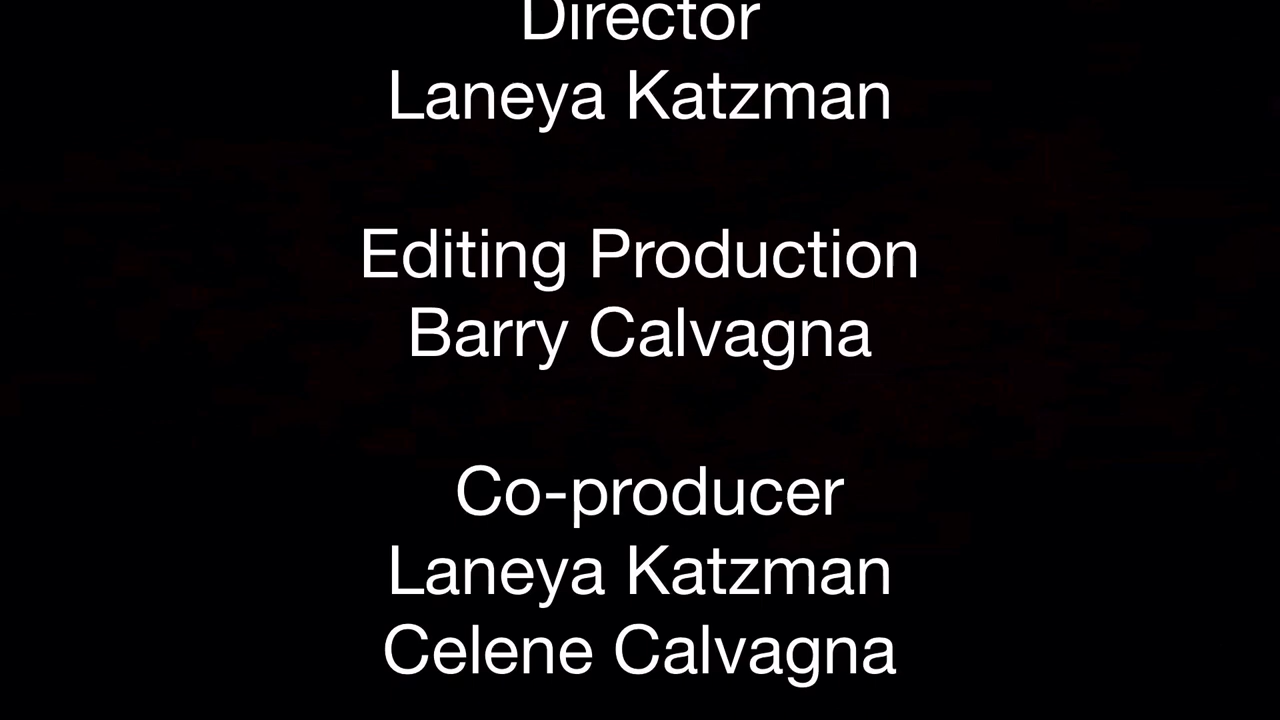 Director
Laneya Katzman
Editing Production
Barry Calvagna
Co-producer
Laneya Katzman
Celene Calvagna